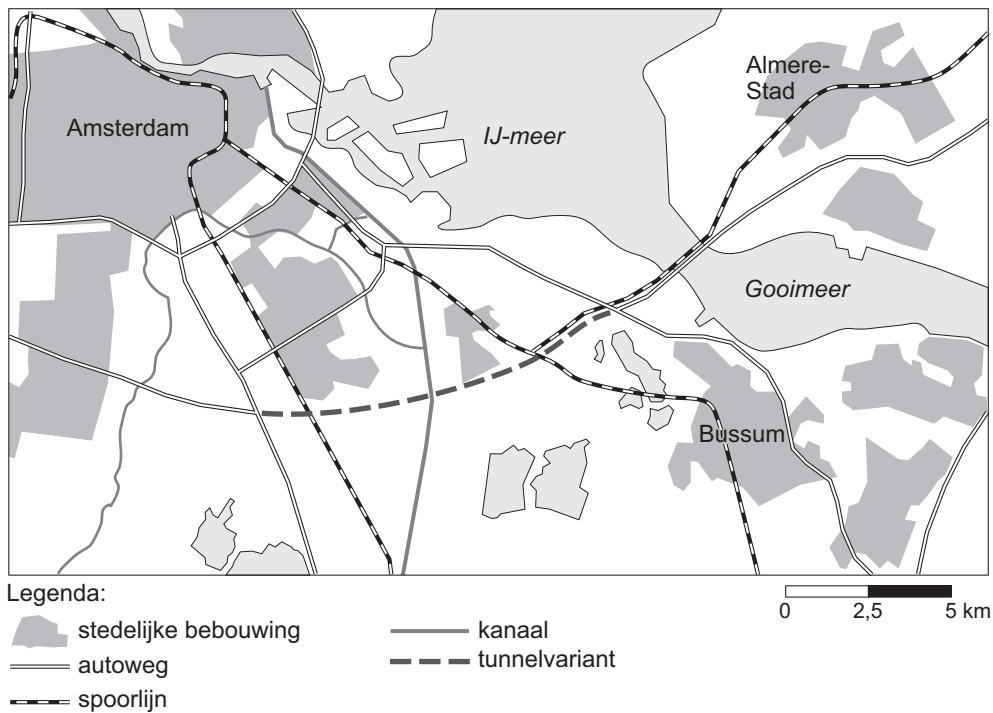 Almere-
Stad
Amsterdam
IJ-meer
Gooimeer
Bussum
Legenda:
stedelijke bebouwing
autoweg
spoorlijn
kanaal
tunnelvariant
0 2,5 5 km